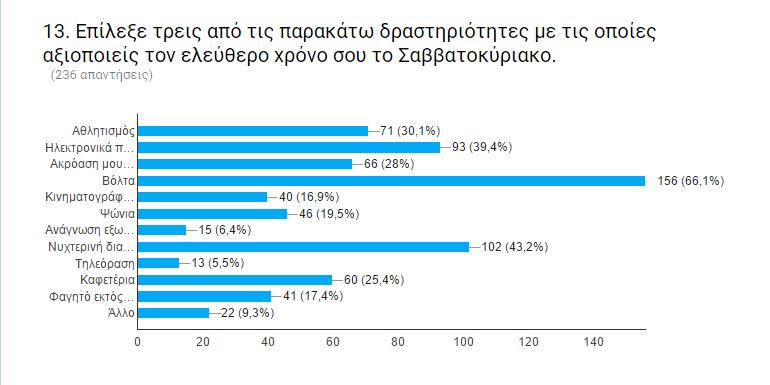 13. Επίλεξε τρεις από τις παρακάτω δραστηριότητες με τις οποίες
αξιοποιείς τον ελεύθερο χρόνο σου το Σαββατοκύριακο.
(236 απαντήσεις)
Αθλητισμός 71 (30,1%)
Ηλεκτρονικά π… 93 (39,4%)
Ακρόαση μου… 66 (28%)
Βόλτα 156 (66,1%)
Κινηματογράφ… 40 (16,9%)
Ψώνια 46 (19,5%)
Ανάγνωση εξω… 15 (6,4%)
Νυχτερινή δια… 102 (43,2%)
Τηλεόραση 13 (5,5%)
Καφετέρια 60 (25,4%)
Φαγητό εκτός… 41 (17,4%)
Άλλο 22 (9,3%)
0 20 40 60 80 100 120 140